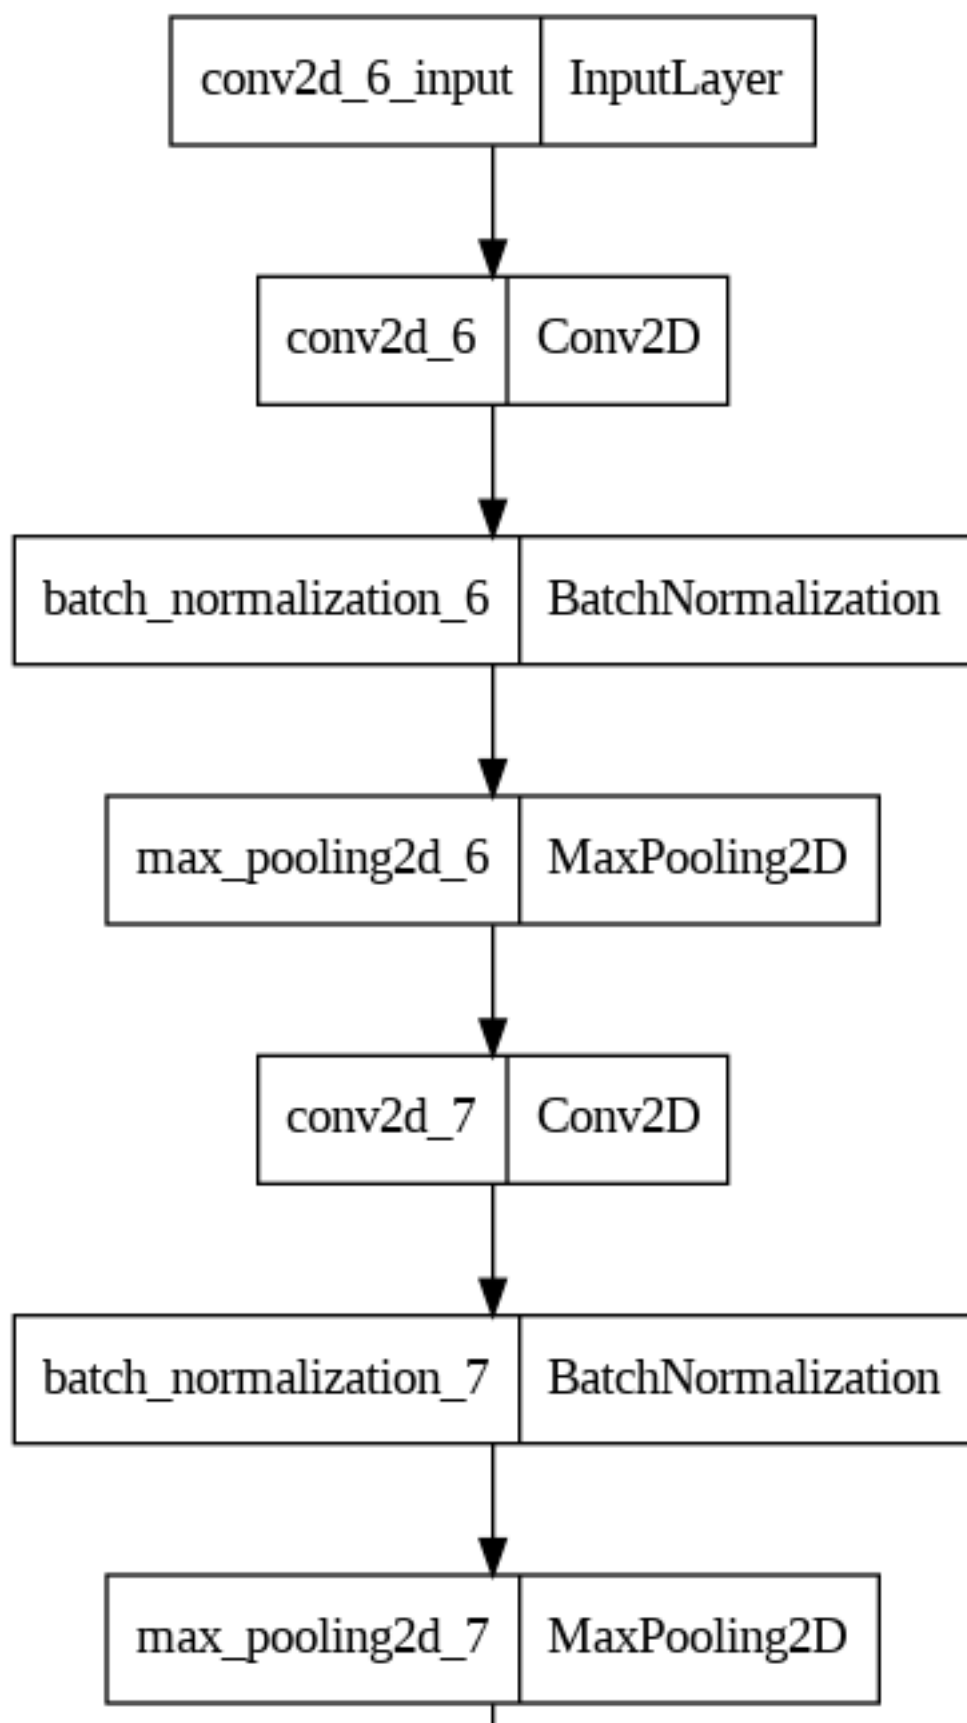 conv2d_6_input InputLayer
conv2d_6 Conv2D
batch_normalization_6 BatchNormalization
max_pooling2d_6 MaxPooling2D
conv2d_7 Conv2D
batch_normalization_7 BatchNormalization
max_pooling2d_7 MaxPooling2D